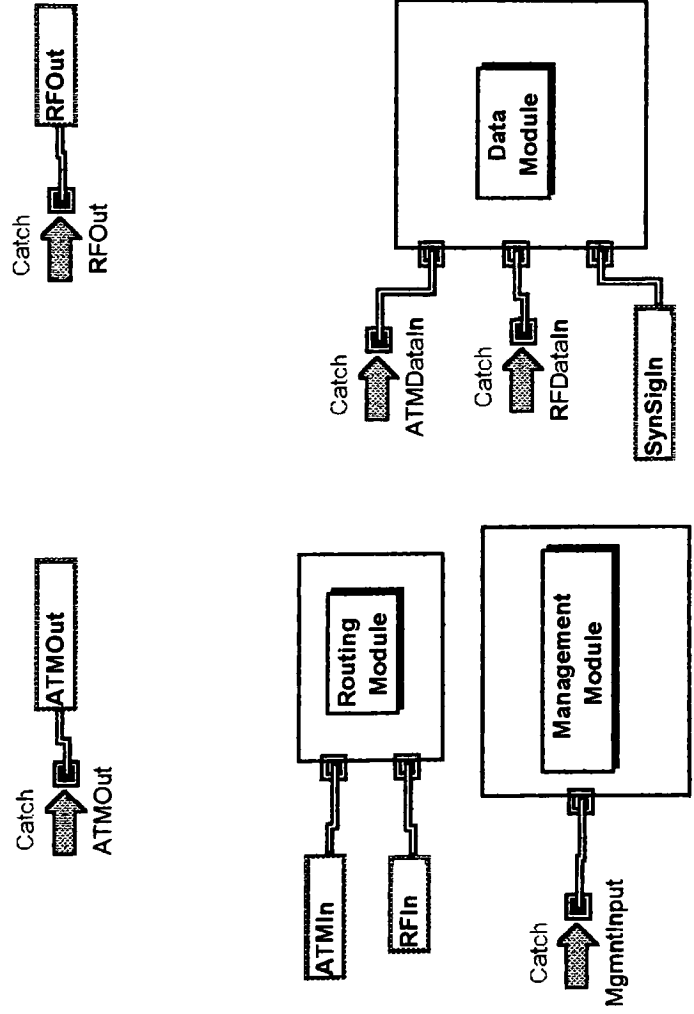 Catch
ATMOut
ATMOut
Catch
RFOut
RFOut
ATMIn
RFIn
Routing
Module
Catch
MgmntInput
Management
Module
Catch
ATMDataIn
Catch
RFDataIn
SynSigIn
Data
Module